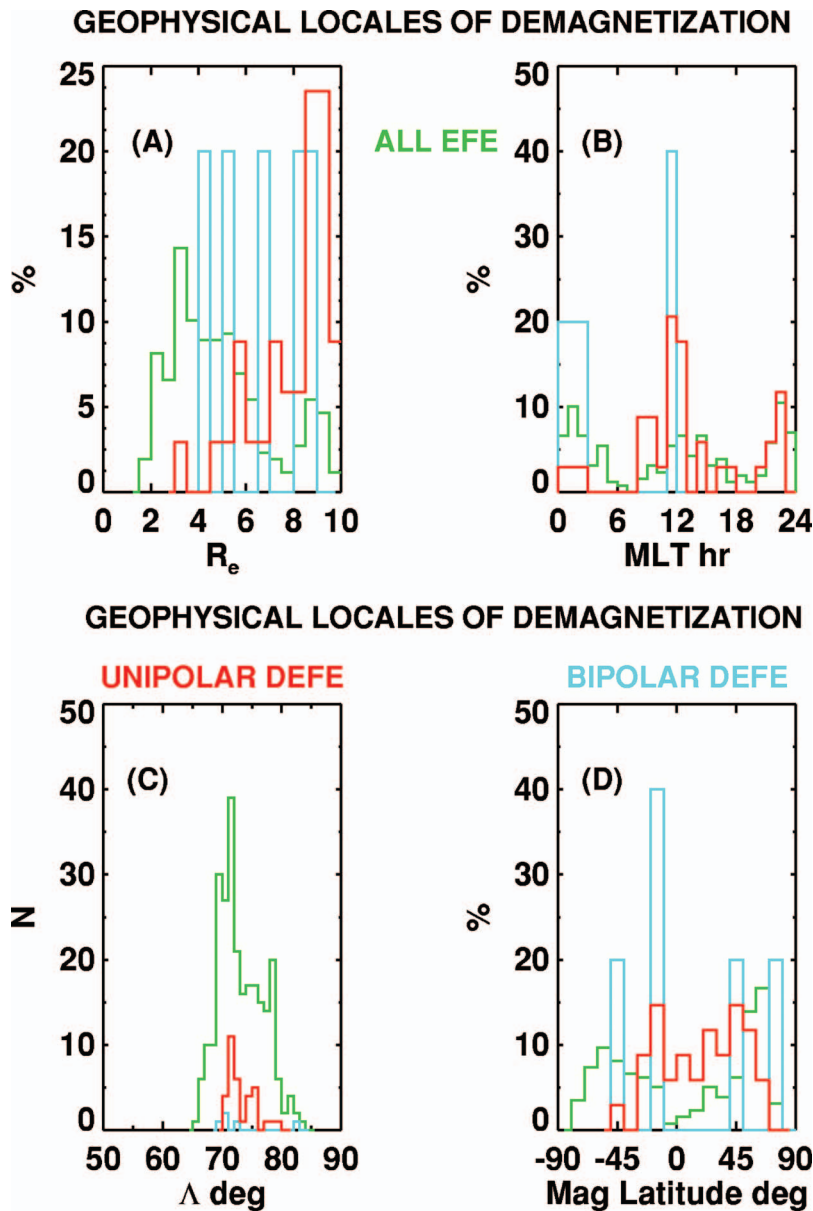 GEOPHYSICAL LOCALES OF DEMAGNETIZATION
25
20
15
10
5
0
%
(A)
0 2 4 6 8 10
R_e
ALL EFE
50
40
30
20
10
0
%
(B)
0 6 12 18 24
MLT hr
GEOPHYSICAL LOCALES OF DEMAGNETIZATION
UNIPOLAR DEFE
BIPOLAR DEFE
50
40
30
20
10
0
N
(C)
50 60 70 80 90
Λ deg
50
40
30
20
10
0
%
(D)
-90 -45 0 45 90
Mag Latitude deg